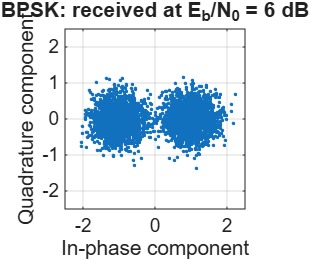 BPSK: received at E_b/N_0 = 6 dB
Quadrature component
2
1
0
-1
-2
-2 0 2
In-phase component